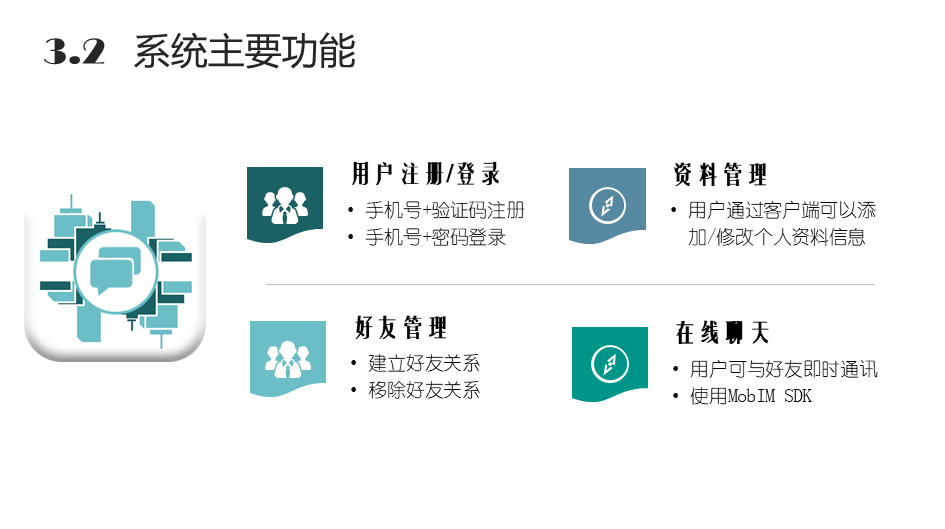 3.2 系统主要功能
用户注册/登录
• 手机号+验证码注册
• 手机号+密码登录
资料管理
• 用户通过客户端可以添
加/修改个人资料信息
好友管理
• 建立好友关系
• 移除好友关系
在线聊天
• 用户可与好友即时通讯
• 使用MobIM SDK